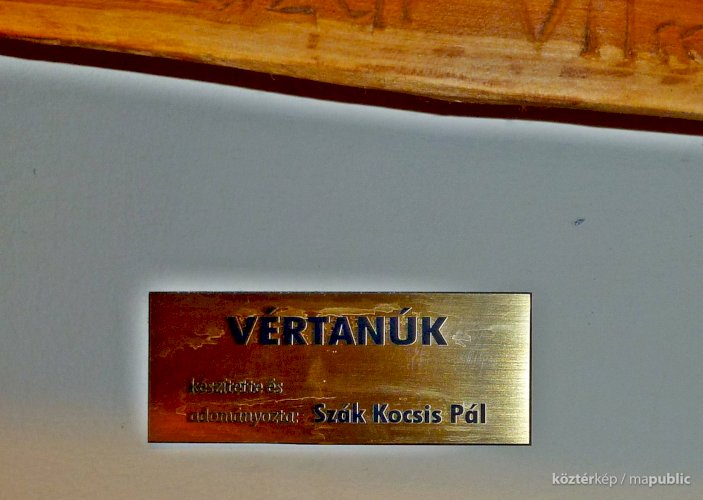 VÉRTANÚK
készítette és
adományozta: Szák Kocsis Pál
köztérkép / mapublic